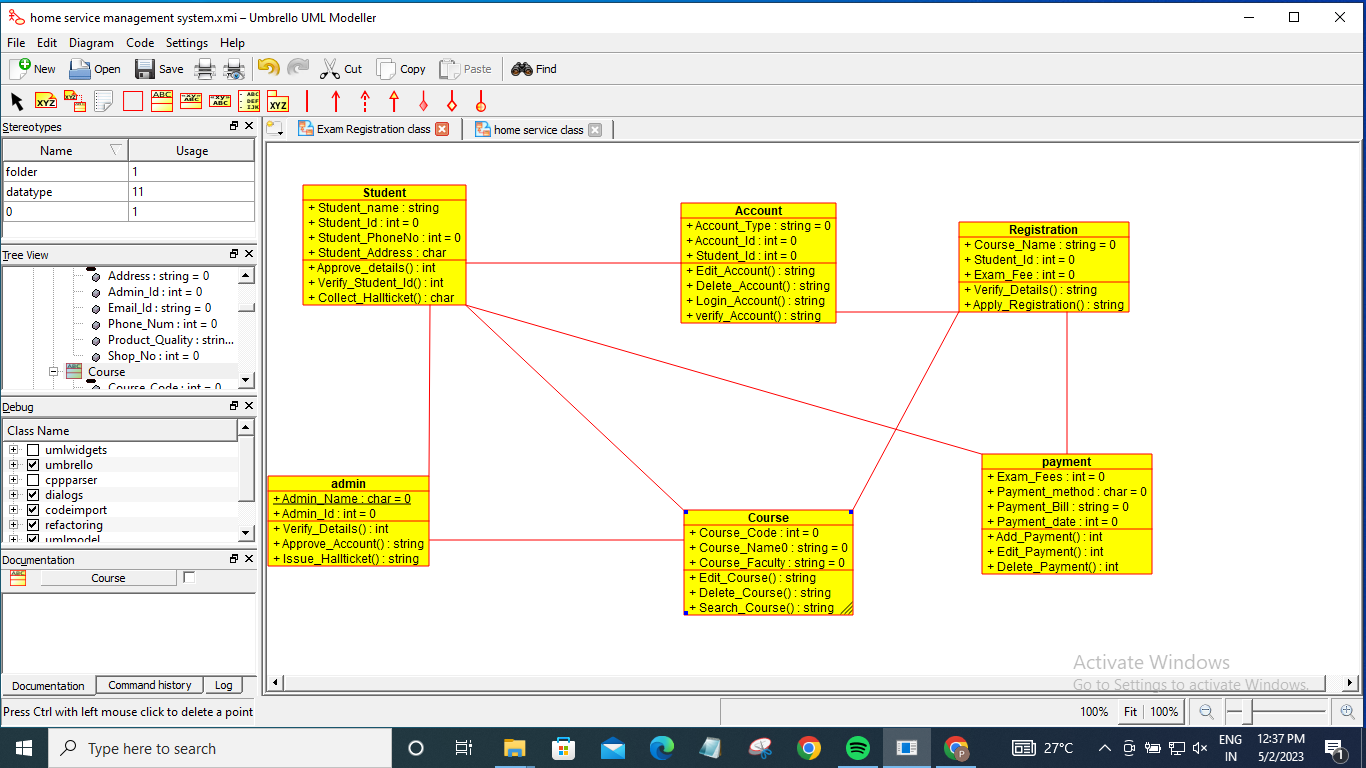 home service management system.xmi – Umbrello UML Modeller
File Edit Diagram Code Settings Help
New Open Save Cut Copy Paste Find
XYZ ABC -xy- ABC «xy» ABC ABC DEF IJK XYZ
Stereotypes
Exam Registration class
home service class
Name Usage
folder 1
datatype 11
0 1
Tree View
Address : string = 0
Admin_Id : int = 0
Email_Id : string = 0
Phone_Num : int = 0
Product_Quality : strin...
Shop_No : int = 0
Course
Course_Code : int = 0
Debug
Class Name
umlwidgets
umbrello
cppparser
dialogs
codeimport
refactoring
umlmodel
Documentation
Course
Documentation Command history Log
Student
+ Student_name : string
+ Student_Id : int = 0
+ Student_PhoneNo : int = 0
+ Student_Address : char
+ Approve_details() : int
+ Verify_Student_Id() : int
+ Collect_Hallticket() : char
Account
+ Account_Type : string = 0
+ Account_Id : int = 0
+ Student_Id : int = 0
+ Edit_Account() : string
+ Delete_Account() : string
+ Login_Account() : string
+ verify_Account() : string
Registration
+ Course_Name : string = 0
+ Student_Id : int = 0
+ Exam_Fee : int = 0
+ Verify_Details() : string
+ Apply_Registration() : string
admin
+ Admin_Name : char = 0
+ Admin_Id : int = 0
+ Verify_Details() : int
+ Approve_Account() : string
+ Issue_Hallticket() : string
Course
+ Course_Code : int = 0
+ Course_Name0 : string = 0
+ Course_Faculty : string = 0
+ Edit_Course() : string
+ Delete_Course() : string
+ Search_Course() : string
payment
+ Exam_Fees : int = 0
+ Payment_method : char = 0
+ Payment_Bill : string = 0
+ Payment_date : int = 0
+ Add_Payment() : int
+ Edit_Payment() : int
+ Delete_Payment() : int
Activate Windows
Go to Settings to activate Windows.
Press Ctrl with left mouse click to delete a point
100% Fit 100%
Type here to search
27°C
ENG
IN
12:37 PM
5/2/2023
1